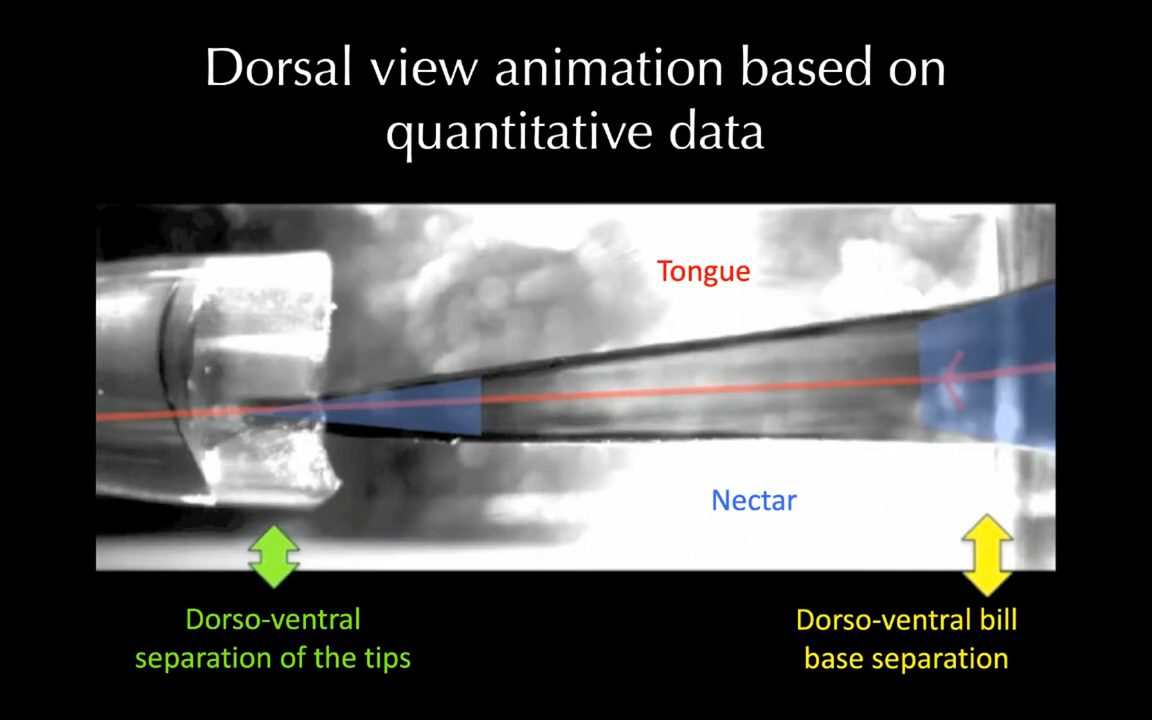 Dorsal view animation based on
quantitative data
Tongue
Nectar
Dorso-ventral
separation of the tips
Dorso-ventral bill
base separation